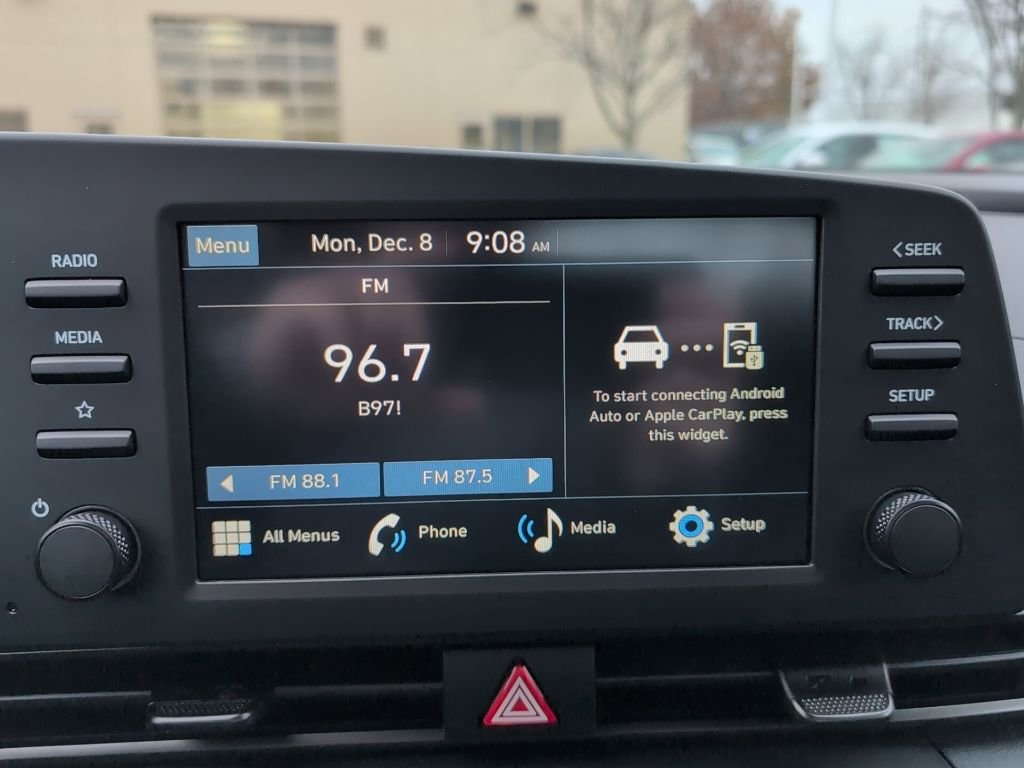 RADIO
MEDIA
Menu
Mon, Dec. 8
9:08 AM
FM
96.7
B97!
FM 88.1
FM 87.5
To start connecting Android
Auto or Apple CarPlay, press
this widget.
All Menus
Phone
Media
Setup
<SEEK
TRACK>
SETUP